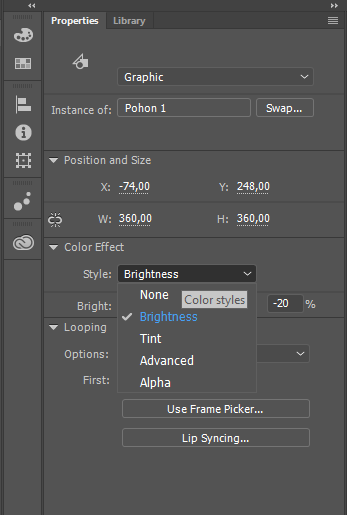 Properties Library
Graphic
Instance of: Pohon 1 Swap...
Position and Size
X: -74,00 Y: 248,00
W: 360,00 H: 360,00
Color Effect
Style: Brightness
None
Color styles
Bright: -20 %
Brightness
Looping
Tint
Options:
Advanced
First:
Alpha
Use Frame Picker...
Lip Syncing...